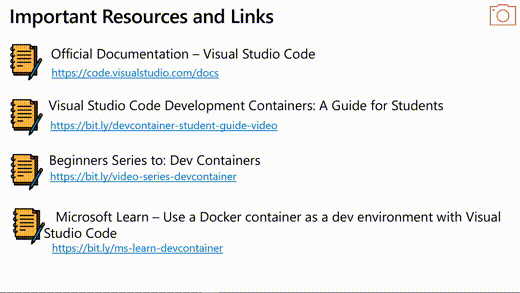 Important Resources and Links
Official Documentation – Visual Studio Code
https://code.visualstudio.com/docs
Visual Studio Code Development Containers: A Guide for Students
https://bit.ly/devcontainer-student-guide-video
Beginners Series to: Dev Containers
https://bit.ly/video-series-devcontainer
Microsoft Learn – Use a Docker container as a dev environment with Visual
Studio Code
https://bit.ly/ms-learn-devcontainer